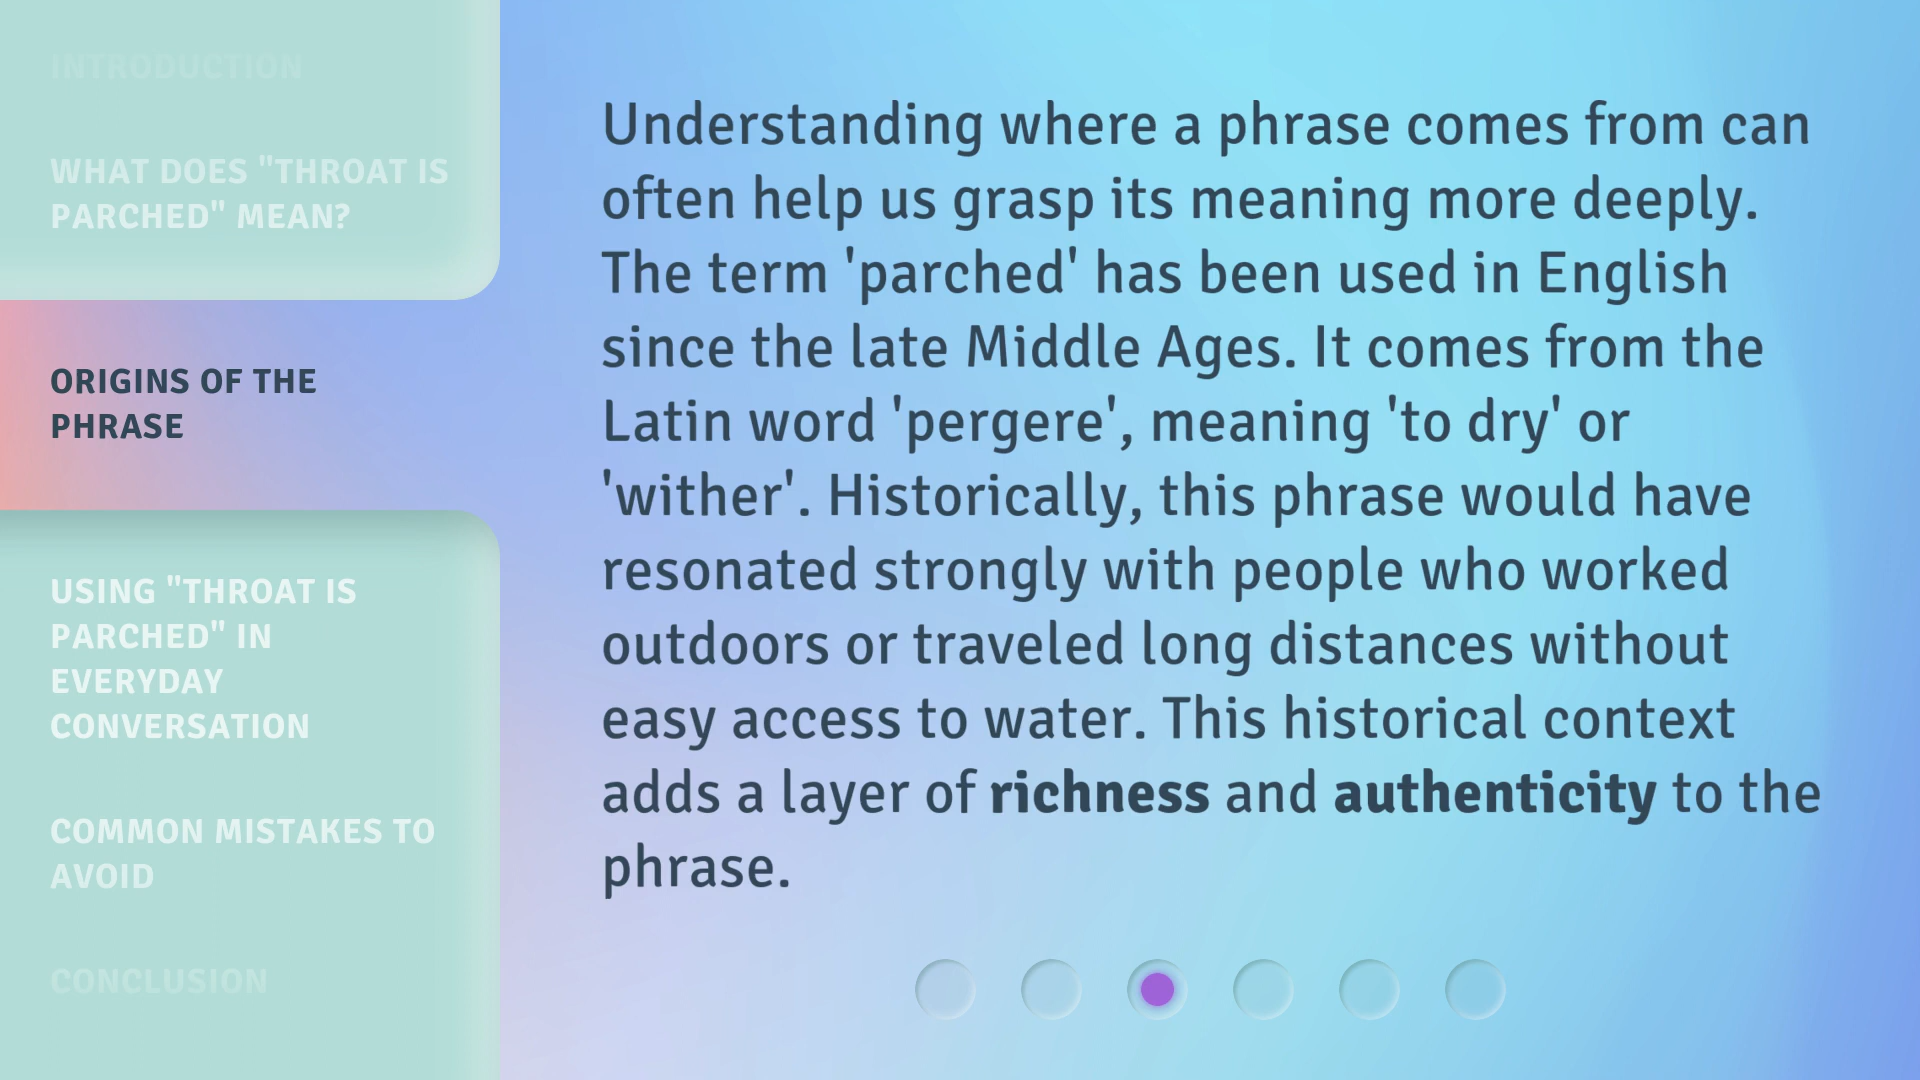 INTRODUCTION
WHAT DOES "THROAT IS
PARCHED" MEAN?
ORIGINS OF THE
PHRASE
USING "THROAT IS
PARCHED" IN
EVERYDAY
CONVERSATION
COMMON MISTAKES TO
AVOID
CONCLUSION
Understanding where a phrase comes from can
often help us grasp its meaning more deeply.
The term 'parched' has been used in English
since the late Middle Ages. It comes from the
Latin word 'pergere', meaning 'to dry' or
'wither'. Historically, this phrase would have
resonated strongly with people who worked
outdoors or traveled long distances without
easy access to water. This historical context
adds a layer of richness and authenticity to the
phrase.